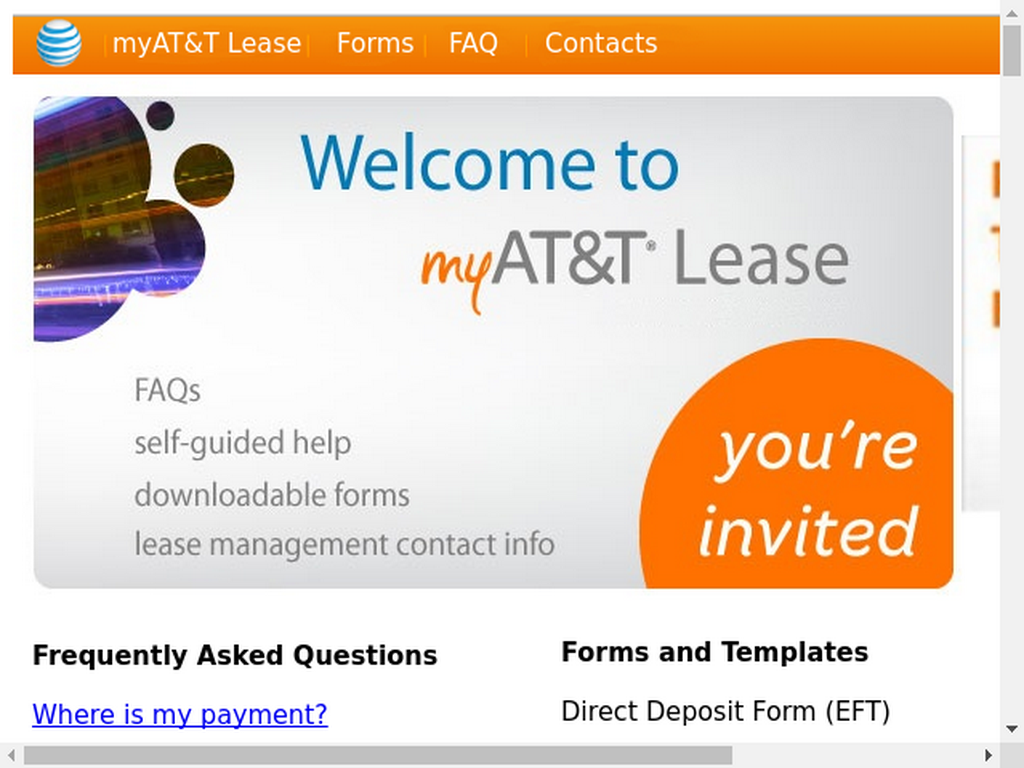 myAT&T Lease Forms FAQ Contacts
Welcome to
myAT&T® Lease
FAQs
self-guided help
downloadable forms
lease management contact info
you're
invited
Frequently Asked Questions
Where is my payment?
Forms and Templates
Direct Deposit Form (EFT)